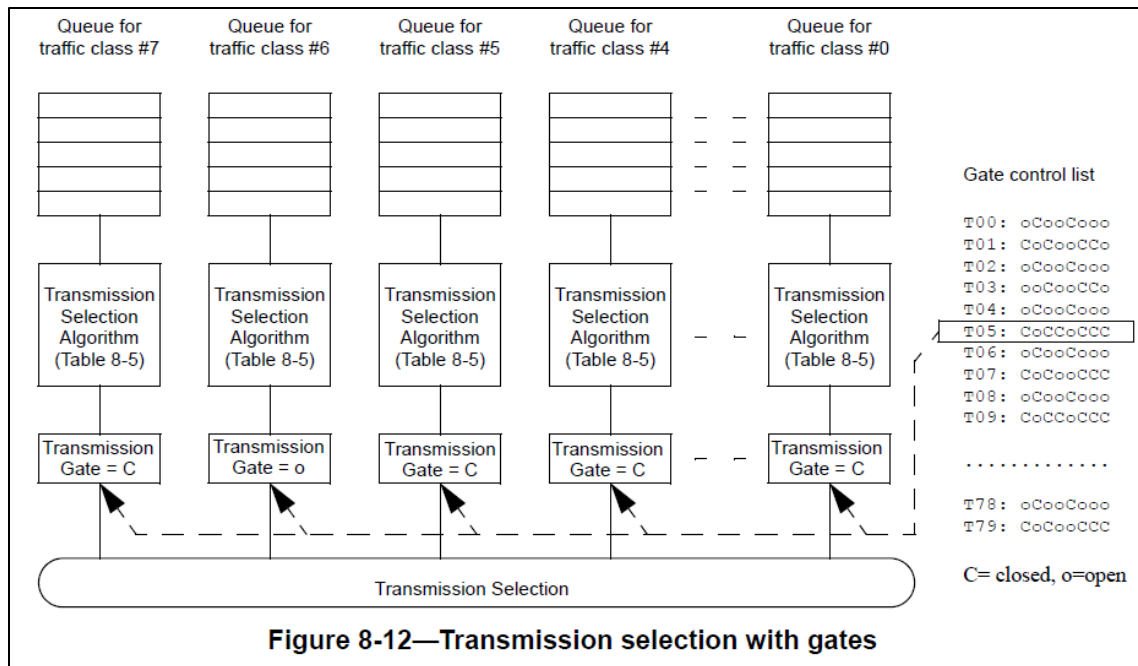 Queue for
traffic class #7
Queue for
traffic class #6
Queue for
traffic class #5
Queue for
traffic class #4
Queue for
traffic class #0
Transmission
Selection
Algorithm
(Table 8-5)
Transmission
Selection
Algorithm
(Table 8-5)
Transmission
Selection
Algorithm
(Table 8-5)
Transmission
Selection
Algorithm
(Table 8-5)
Transmission
Selection
Algorithm
(Table 8-5)
Transmission
Gate = C
Transmission
Gate = o
Transmission
Gate = C
Transmission
Gate = C
Transmission
Gate = C
Transmission Selection
Gate control list
T00: oCooCooo
T01: CoCooCCo
T02: oCooCooo
T03: ooCooCCo
T04: oCooCooo
T05: CoCCoCCC
T06: oCooCooo
T07: CoCooCCC
T08: oCooCooo
T09: CoCCoCCC
. . . . . . . . . . . . .
T78: oCooCooo
T79: CoCooCCC
C= closed, o=open
Figure 8-12—Transmission selection with gates